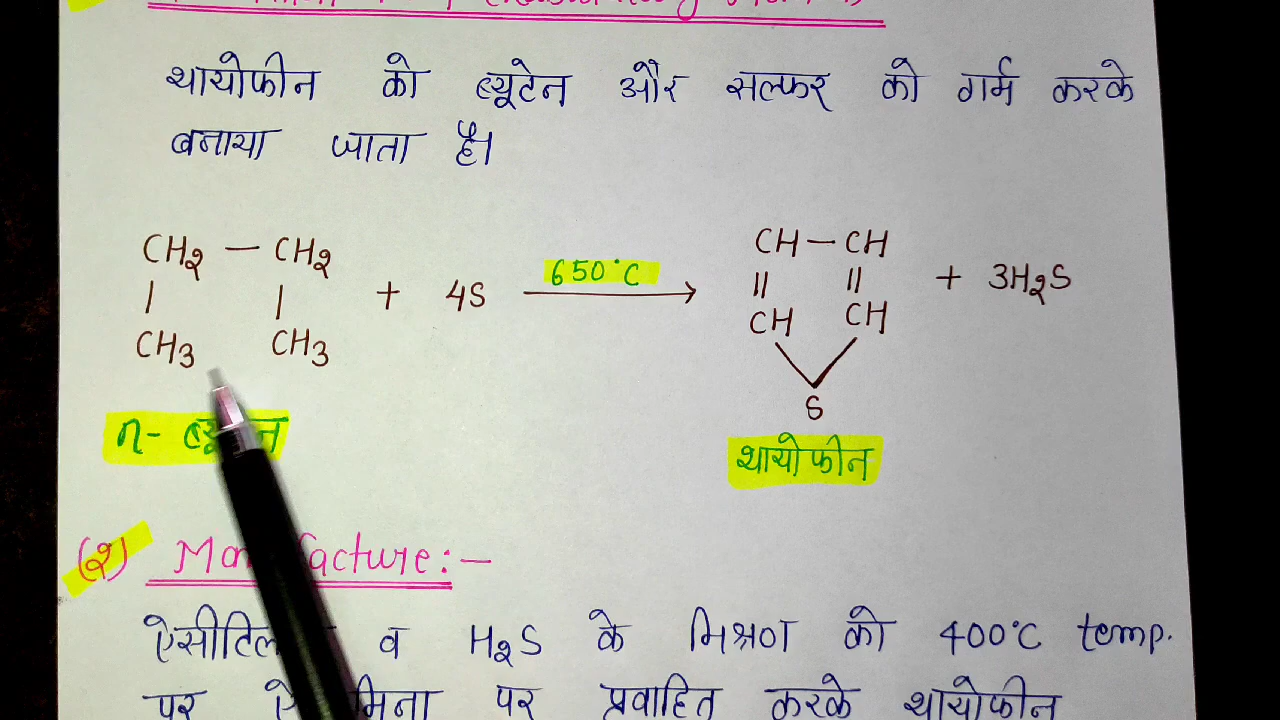 थायोफीन को ब्यूटेन और सल्फर को गर्म करके
बनाया जाता है।
CH2 — CH2 + 4S 650°C → CH — CH + 3H2S
| | || ||
CH3 CH3 CH CH
S
n- थायोफीन
(2) Manufacture:-
व H2S के मिश्रण को 400°C temp.
पर पर प्रवाहित करके थायोफीन